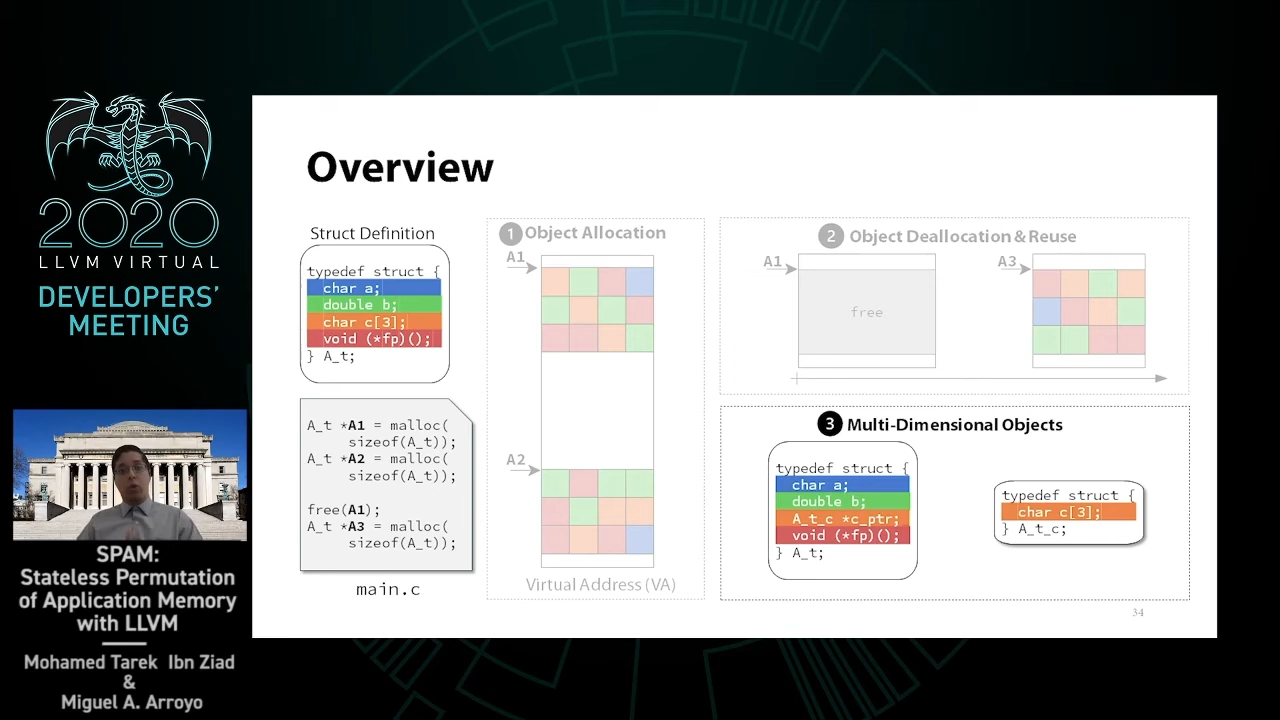 2020
LLVM VIRTUAL
DEVELOPERS'
MEETING
SPAM:
Stateless Permutation
of Application Memory
with LLVM
Mohamed Tarek Ibn Ziad
&
Miguel A. Arroyo
Overview
Struct Definition
typedef struct {
char a;
double b;
char c[3];
void (*fp)();
} A_t;
A_t *A1 = malloc(
sizeof(A_t));
A_t *A2 = malloc(
sizeof(A_t));
free(A1);
A_t *A3 = malloc(
sizeof(A_t));
main.c
1 Object Allocation
A1
A2
Virtual Address (VA)
2 Object Deallocation & Reuse
A1
free
A3
3 Multi-Dimensional Objects
typedef struct {
char a;
double b;
A_t_c *c_ptr;
void (*fp)();
} A_t;
typedef struct {
char c[3];
} A_t_c;
34